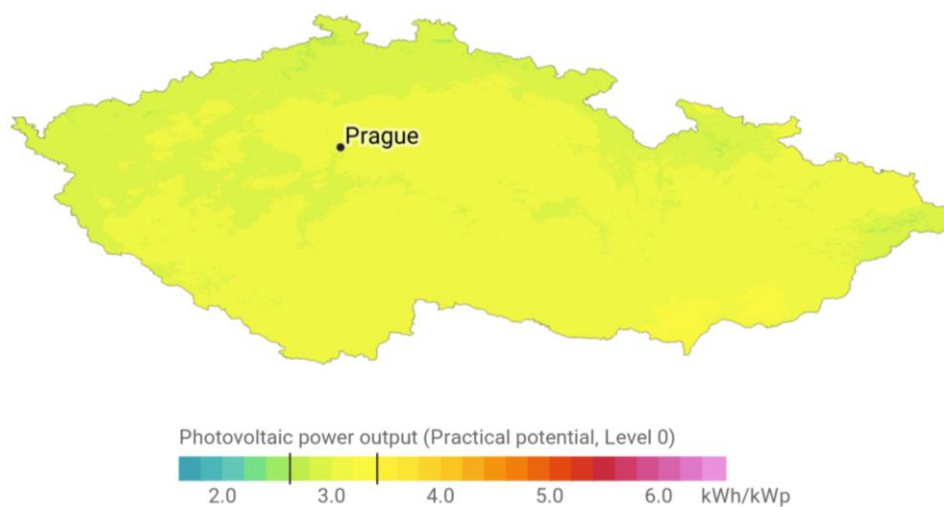 Prague
Photovoltaic power output (Practical potential, Level 0)
2.0 3.0 4.0 5.0 6.0 kWh/kWp